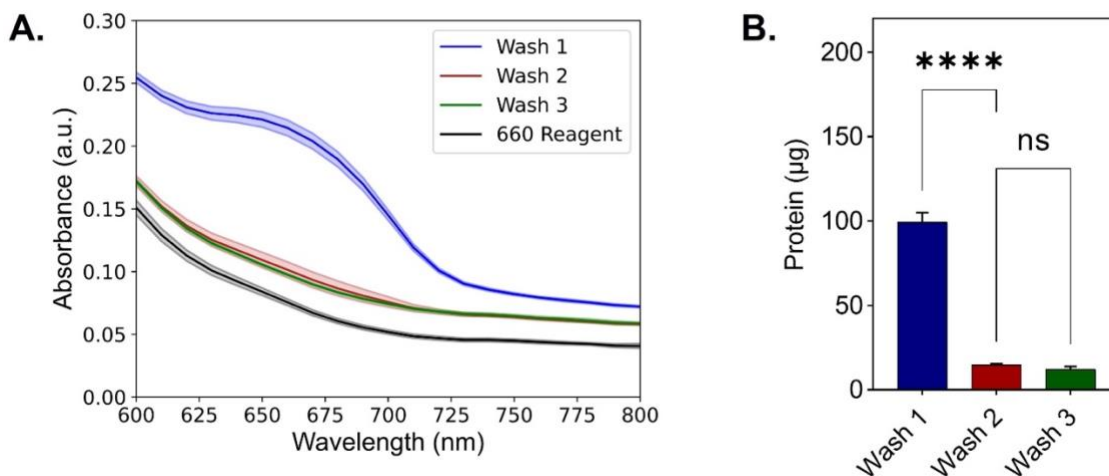 A.
0.30
0.25
0.20
0.15
0.10
0.05
0.00
Absorbance (a.u.)
600 625 650 675 700 725 750 775 800
Wavelength (nm)
Wash 1
Wash 2
Wash 3
660 Reagent
B.
200
150
100
50
0
Protein (µg)
****
ns
Wash 1
Wash 2
Wash 3